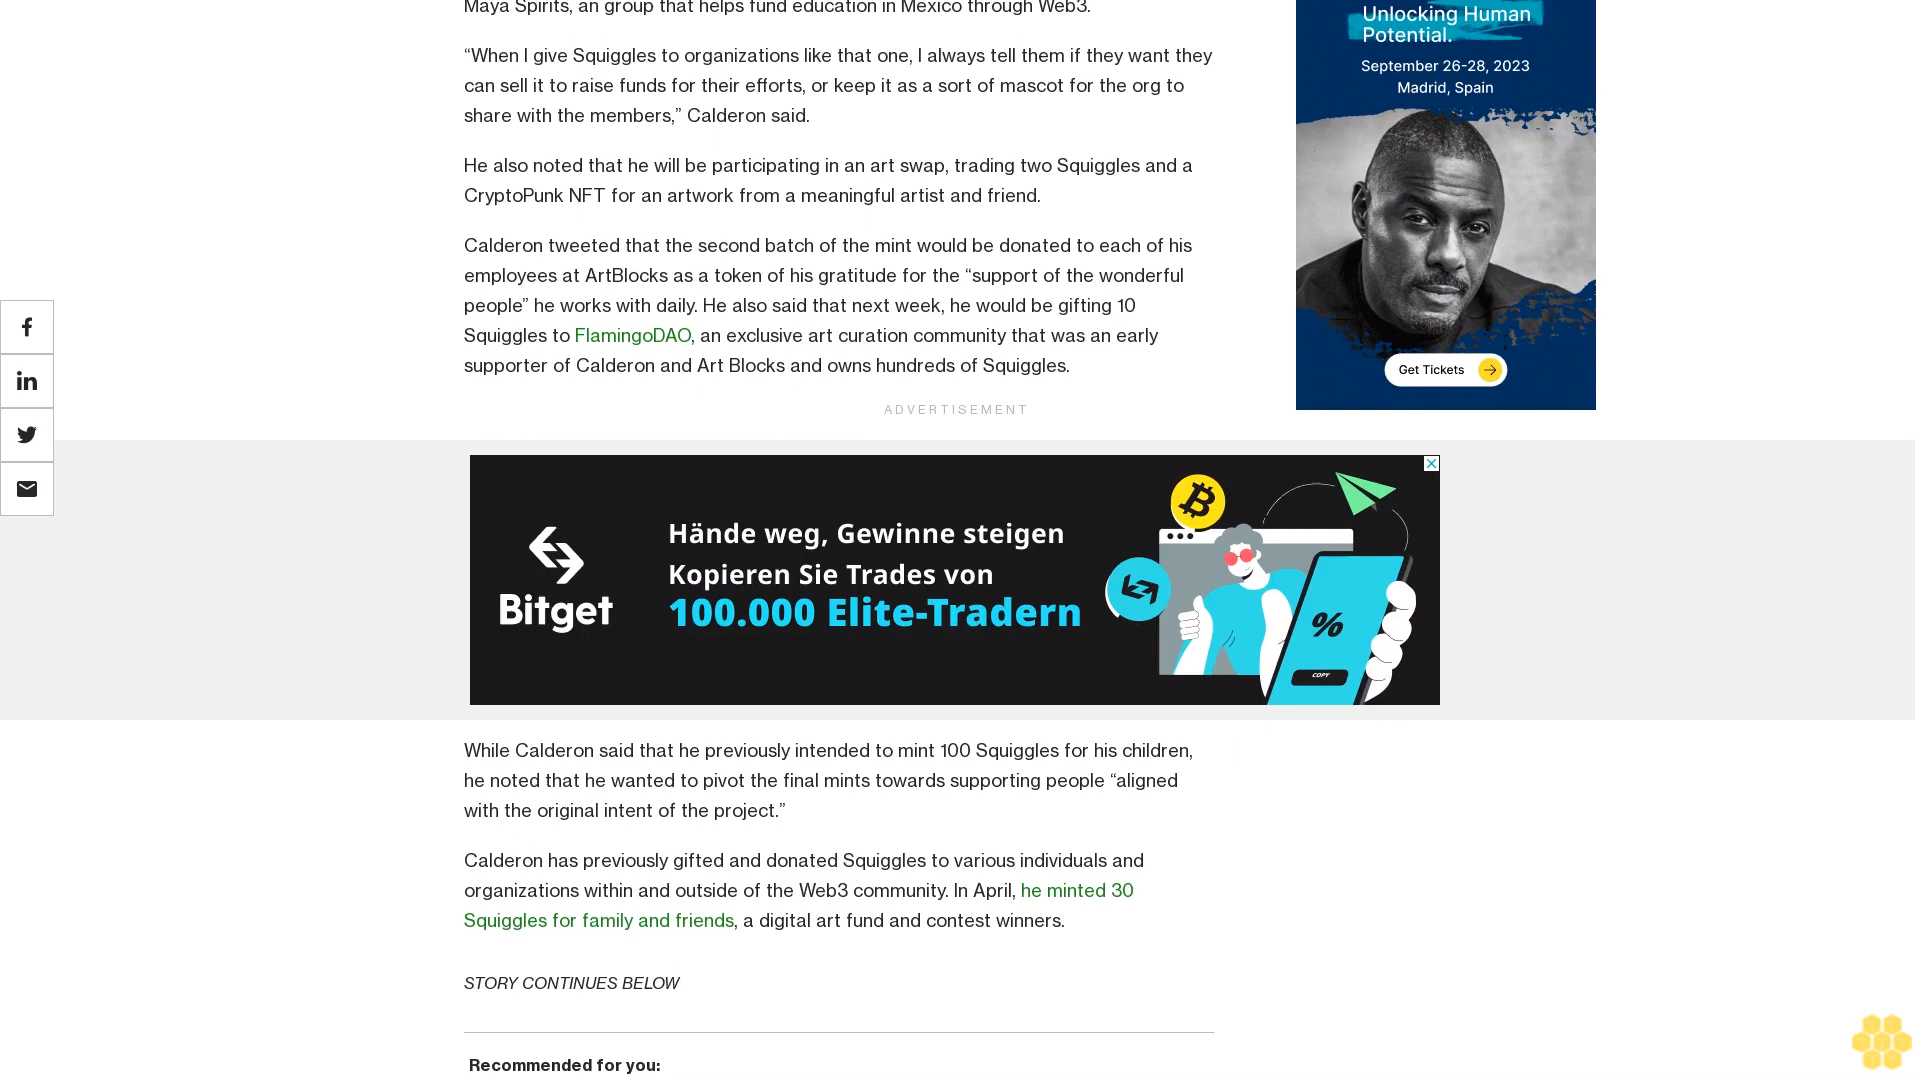 Maya Spirits, an group that helps fund education in Mexico through Web3.
“When I give Squiggles to organizations like that one, I always tell them if they want they
can sell it to raise funds for their efforts, or keep it as a sort of mascot for the org to
share with the members,” Calderon said.
He also noted that he will be participating in an art swap, trading two Squiggles and a
CryptoPunk NFT for an artwork from a meaningful artist and friend.
Calderon tweeted that the second batch of the mint would be donated to each of his
employees at ArtBlocks as a token of his gratitude for the “support of the wonderful
people” he works with daily. He also said that next week, he would be gifting 10
Squiggles to FlamingoDAO, an exclusive art curation community that was an early
supporter of Calderon and Art Blocks and owns hundreds of Squiggles.
Unlocking Human
Potential.
September 26-28, 2023
Madrid, Spain
Get Tickets
ADVERTISEMENT
Bitget
Hände weg, Gewinne steigen
Kopieren Sie Trades von
100.000 Elite-Tradern
%
COPY
While Calderon said that he previously intended to mint 100 Squiggles for his children,
he noted that he wanted to pivot the final mints towards supporting people “aligned
with the original intent of the project.”
Calderon has previously gifted and donated Squiggles to various individuals and
organizations within and outside of the Web3 community. In April, he minted 30
Squiggles for family and friends, a digital art fund and contest winners.
STORY CONTINUES BELOW
Recommended for you: